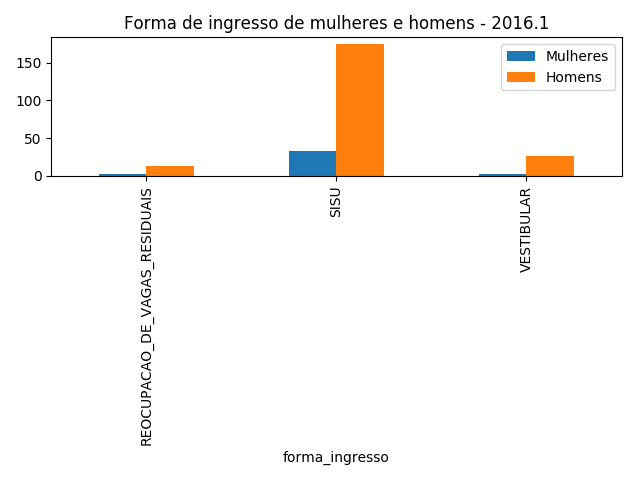 Forma de ingresso de mulheres e homens - 2016.1
Mulheres
Homens
150
100
50
0
REOCUPACAO_DE_VAGAS_RESIDUAIS
SISU
VESTIBULAR
forma_ingresso